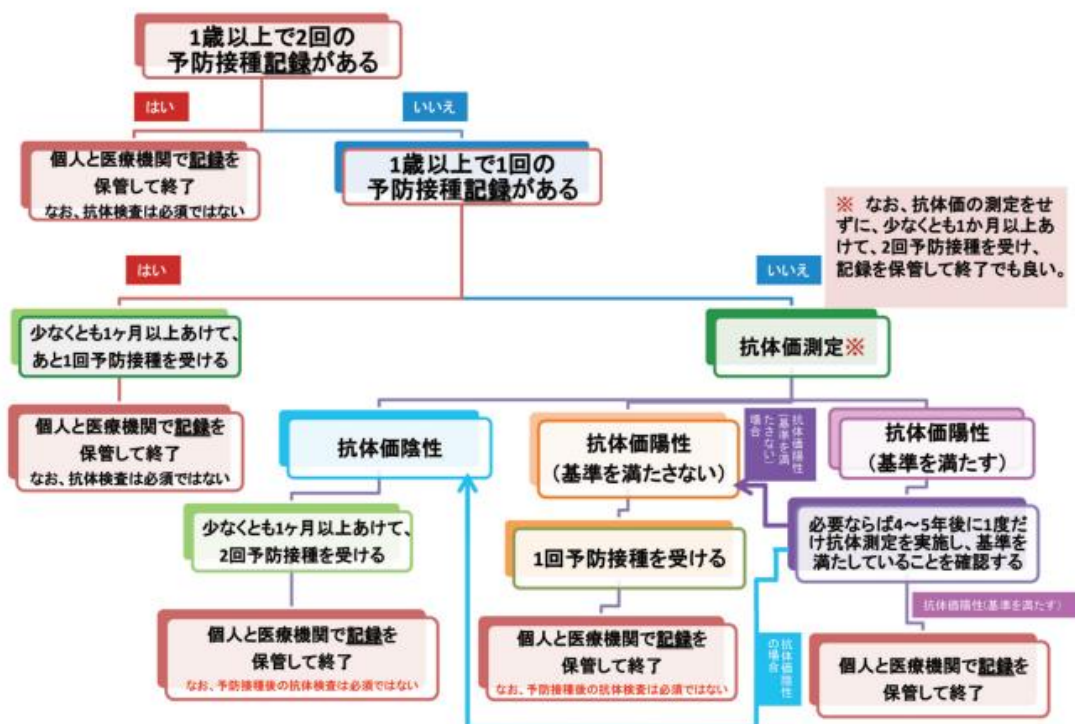 1歳以上で2回の
予防接種記録がある
はい
いいえ
個人と医療機関で記録を
保管して終了
なお、抗体検査は必須ではない
1歳以上で1回の
予防接種記録がある
※ なお、抗体価の測定をせ
ずに、少なくとも1か月以上あ
けて、2回予防接種を受け、
記録を保管して終了でも良い。
はい
いいえ
少なくとも1ヶ月以上あけて、
あと1回予防接種を受ける
抗体価測定※
個人と医療機関で記録を
保管して終了
なお、抗体検査は必須ではない
抗体価陰性
抗体価陽性
(基準を満たさない)
抗体価陽性
(基準を満
たさない)
場合
抗体価陽性
(基準を満たす)
少なくとも1ヶ月以上あけて、
2回予防接種を受ける
1回予防接種を受ける
必要ならば4〜5年後に1度だ
け抗体測定を実施し、基準を
満たしていることを確認する
抗体価陽性(基準を満たす)
個人と医療機関で記録を
保管して終了
なお、予防接種後の抗体検査は必須ではない
個人と医療機関で記録を
保管して終了
なお、予防接種後の抗体検査は必須ではない
抗体価陰性
の場合
個人と医療機関で記録を
保管して終了